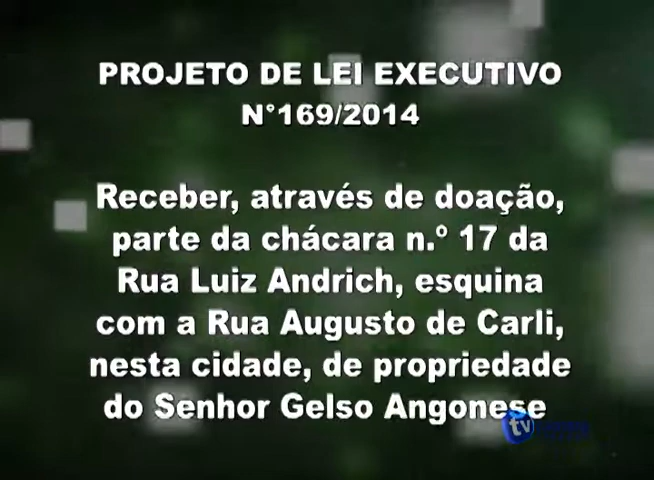 PROJETO DE LEI EXECUTIVO
N°169/2014
Receber, através de doação,
parte da chácara n.º 17 da
Rua Luiz Andrich, esquina
com a Rua Augusto de Carli,
nesta cidade, de propriedade
do Senhor Gelso Angonese
tv